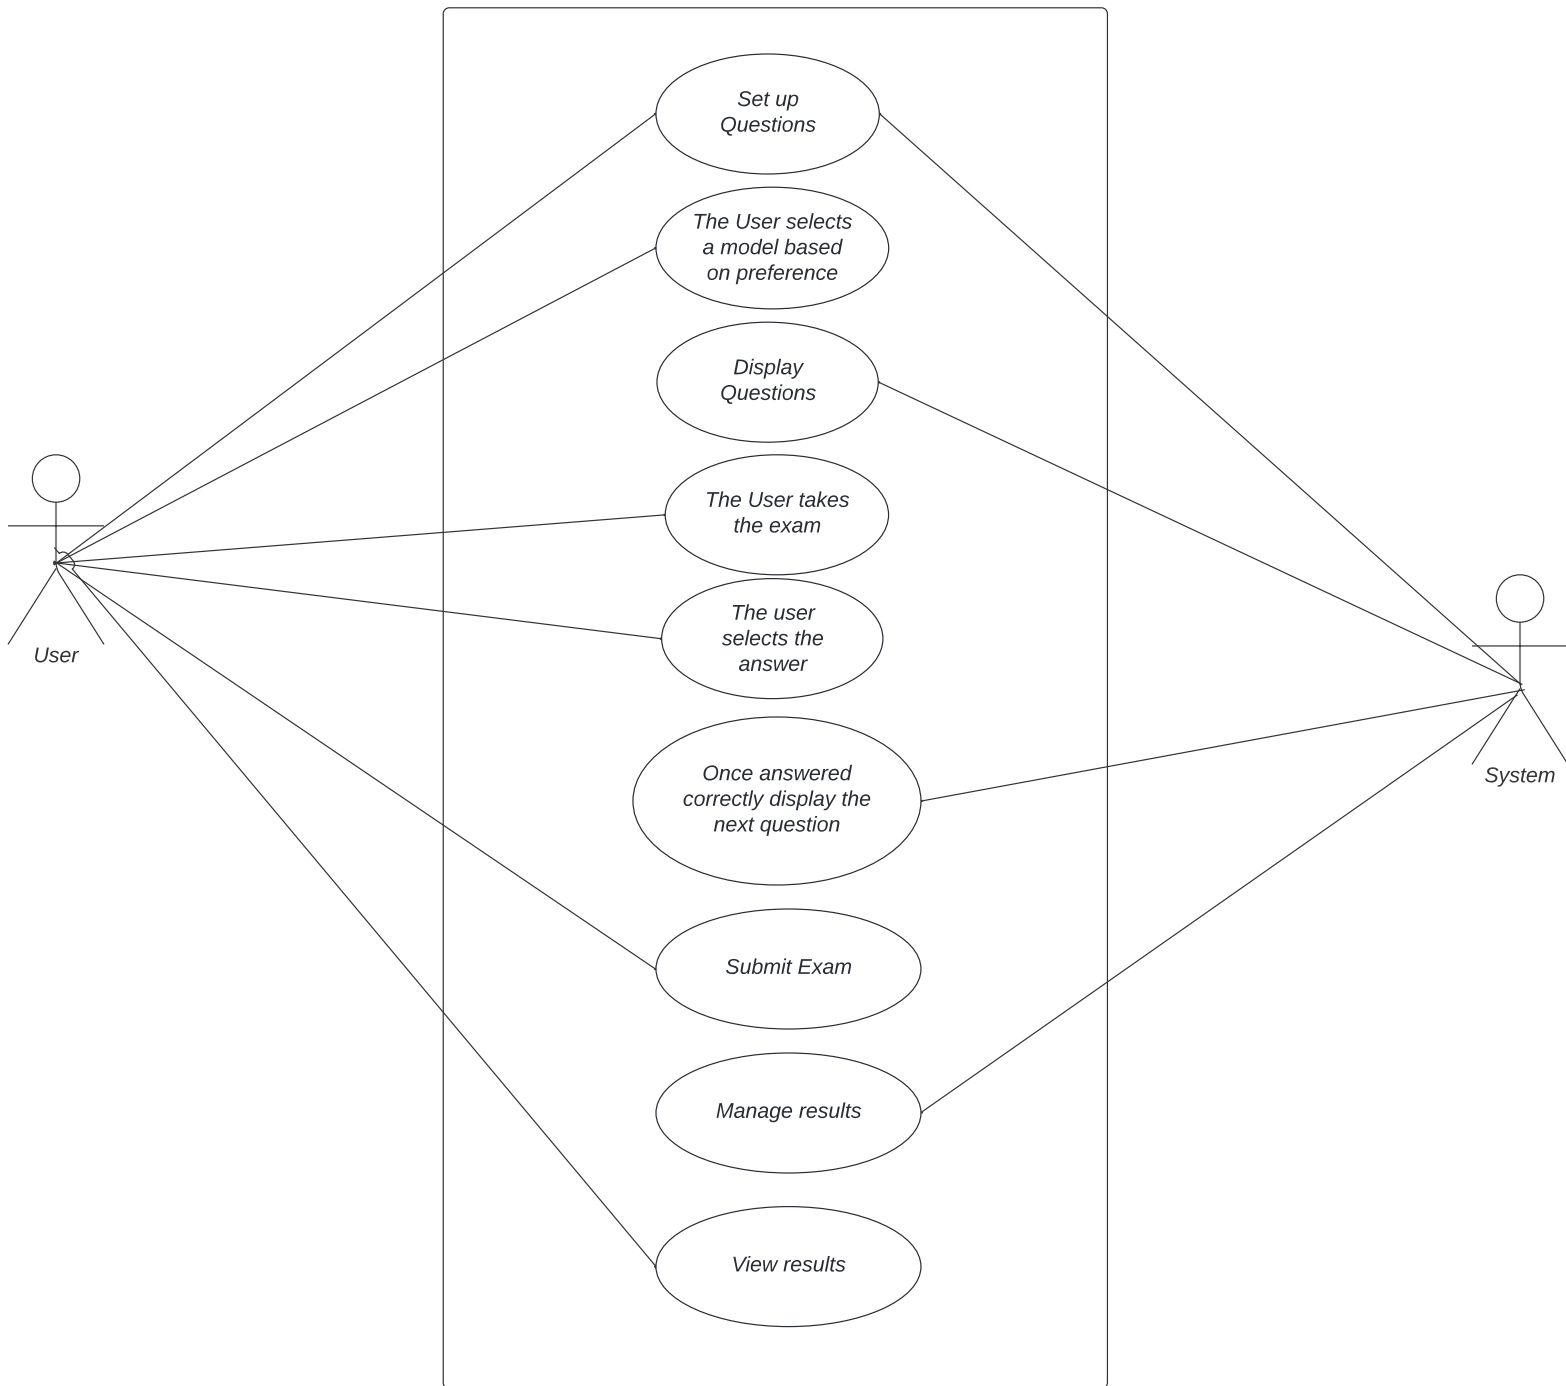 Set up
Questions
The User selects
a model based
on preference
Display
Questions
The User takes
the exam
The user
selects the
answer
User
Once answered
correctly display the
next question
System
Submit Exam
Manage results
View results